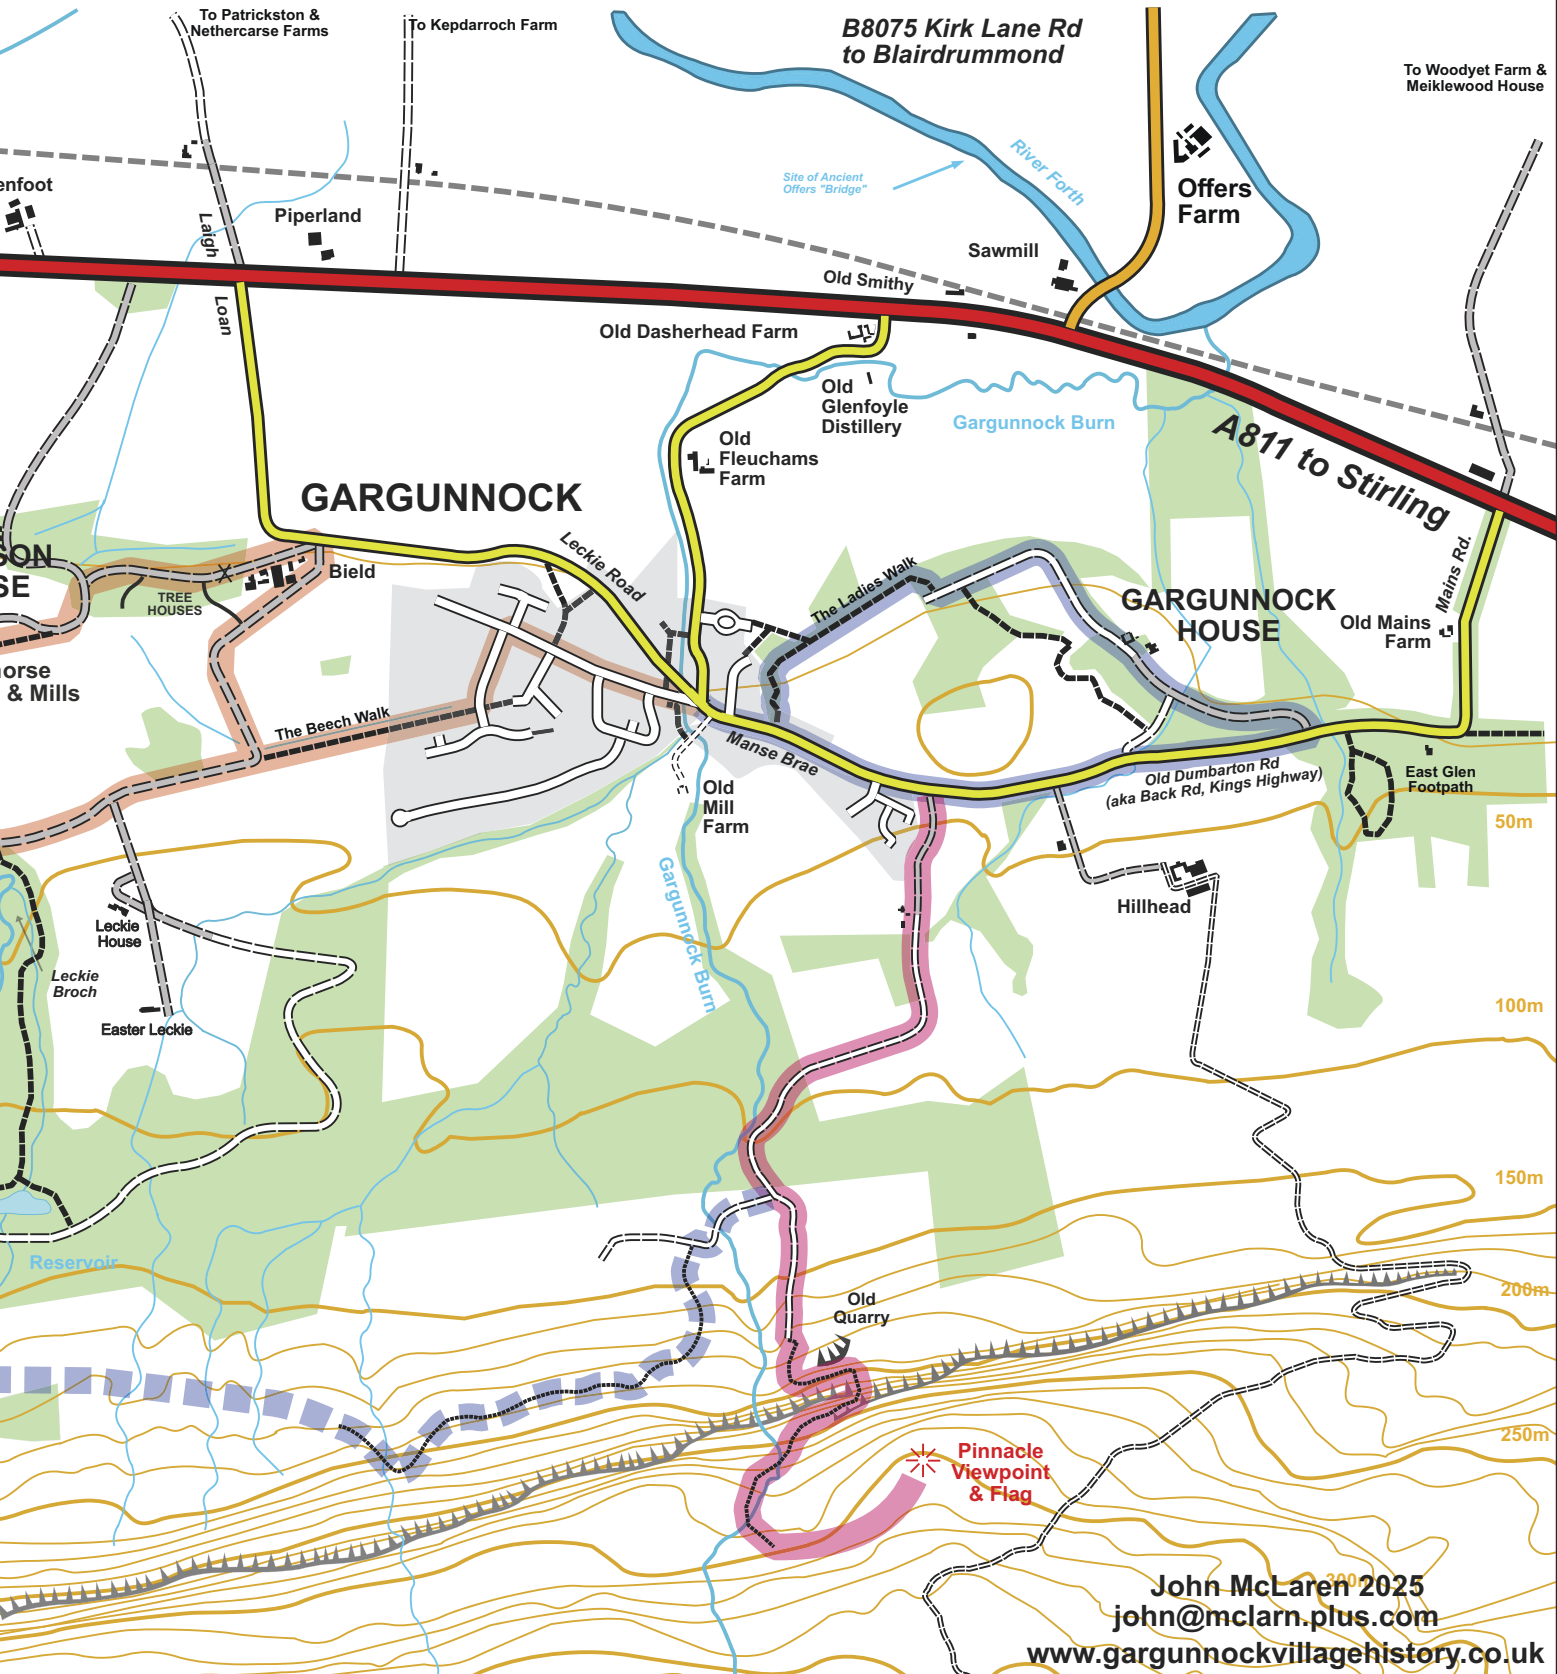 To Patrickston &
Nethercarse Farms
To Kepdarroch Farm
B8075 Kirk Lane Rd
to Blairdrummond
To Woodyet Farm &
Meiklewood House
River Forth
Site of Ancient
Offers "Bridge"
Offers
Farm
enfoot
Laigh
Loan
Piperland
Sawmill
Old Smithy
Old Dasherhead Farm
Old
Glenfoyle
Distillery
Gargunnock Burn
A811 to Stirling
Old
Fleuchams
Farm
GARGUNNOCK
Leckie Road
The Ladies Walk
Mains Rd.
SON
SE
Bield
TREE
HOUSES
GARGUNNOCK
HOUSE
Old Mains
Farm
orse
& Mills
The Beech Walk
Manse Brae
Old Dumbarton Rd
(aka Back Rd, Kings Highway)
East Glen
Footpath
Old
Mill
Farm
50m
Gargunnock Burn
Hillhead
Leckie
House
Leckie
Broch
Easter Leckie
100m
150m
Reservoir
200m
Old
Quarry
250m
Pinnacle
Viewpoint
& Flag
300m
John McLaren 2025
john@mclarn.plus.com
www.gargunnockvillagehistory.co.uk